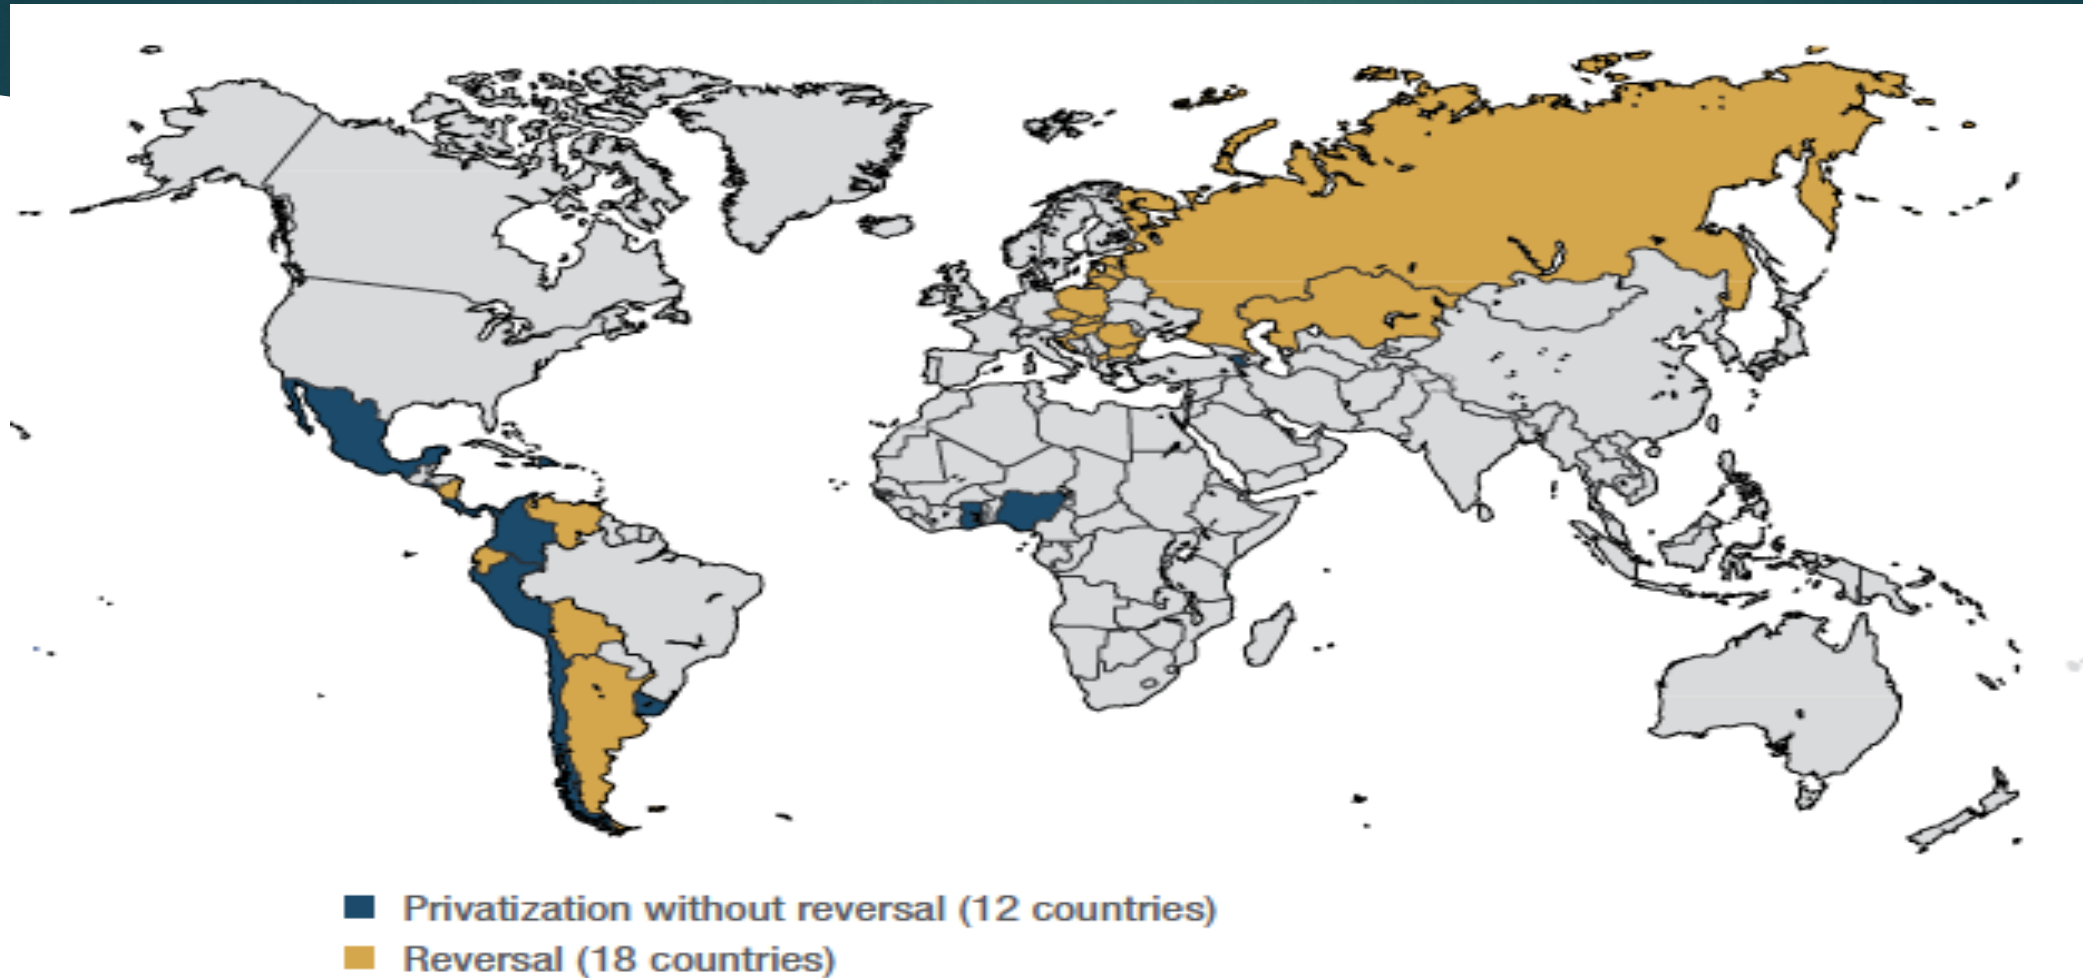 Privatization without reversal (12 countries)
Reversal (18 countries)